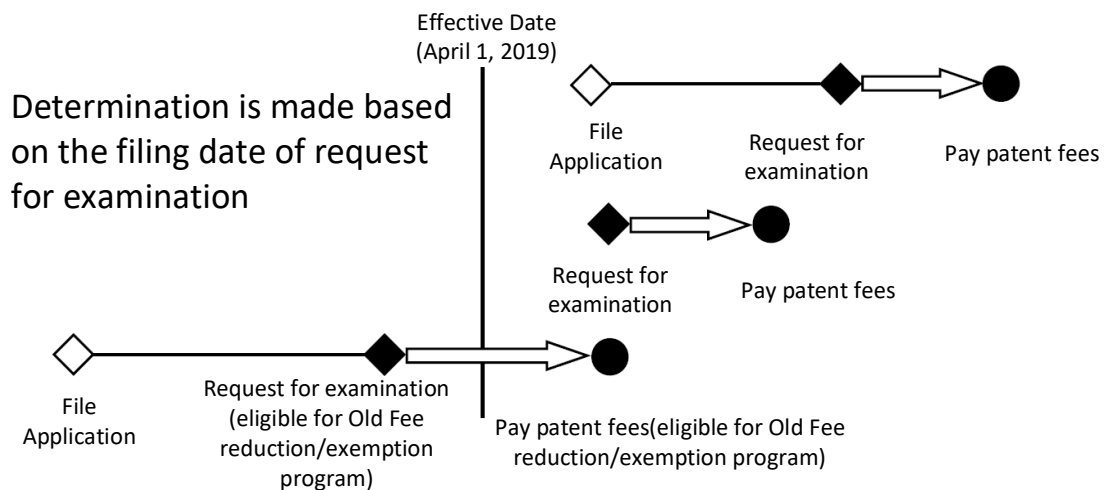 Effective Date
(April 1, 2019)
Determination is made based
on the filing date of request
for examination
File
Application
Request for
examination
Pay patent fees
Request for
examination
Pay patent fees
File
Application
Request for examination
(eligible for Old Fee
reduction/exemption
program)
Pay patent fees(eligible for Old Fee
reduction/exemption program)